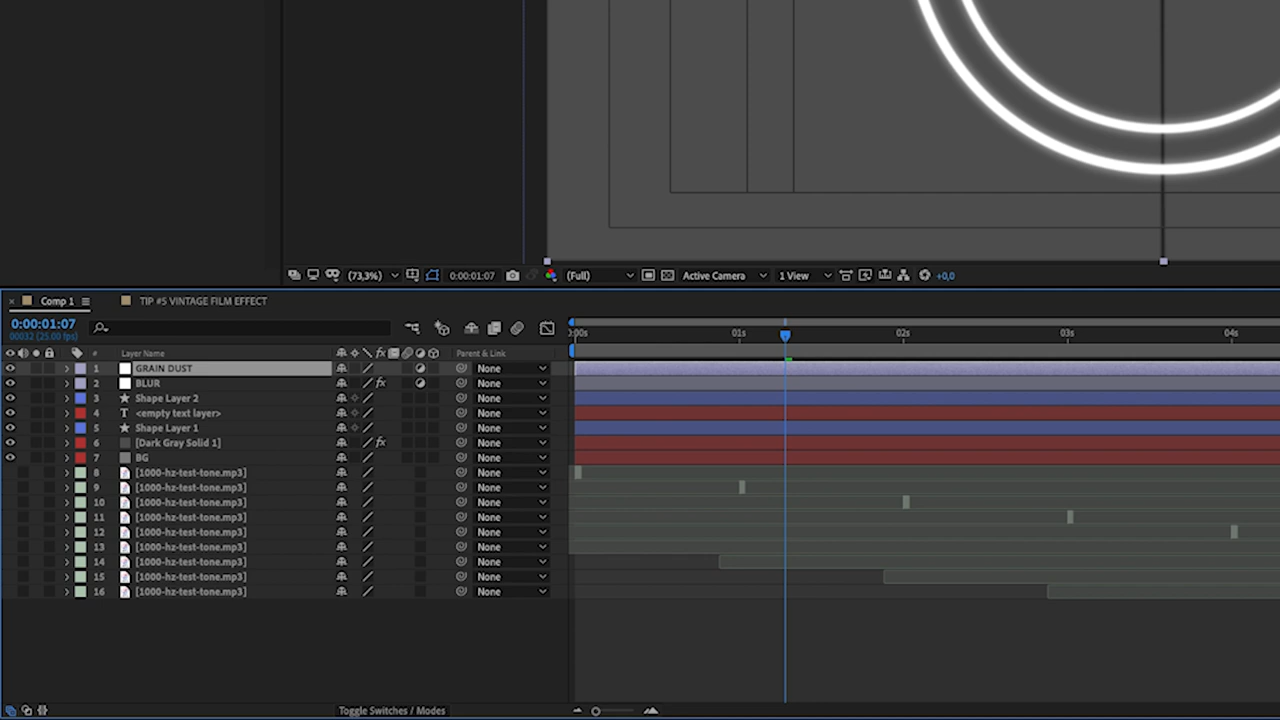 (73,3%) 0:00:01:07 (Full) Active Camera 1 View +0,0
Comp 1 TIP #5 VINTAGE FILM EFFECT
0:00:01:07
00032 (25.00 fps)
:00s 01s 02s 03s 04s
# Layer Name fx Parent & Link
1 GRAIN DUST None
2 BLUR fx None
3 Shape Layer 2 None
4 T <empty text layer> None
5 Shape Layer 1 None
6 [Dark Gray Solid 1] fx None
7 BG None
8 [1000-hz-test-tone.mp3] None
9 [1000-hz-test-tone.mp3] None
10 [1000-hz-test-tone.mp3] None
11 [1000-hz-test-tone.mp3] None
12 [1000-hz-test-tone.mp3] None
13 [1000-hz-test-tone.mp3] None
14 [1000-hz-test-tone.mp3] None
15 [1000-hz-test-tone.mp3] None
16 [1000-hz-test-tone.mp3] None
Toggle Switches / Modes